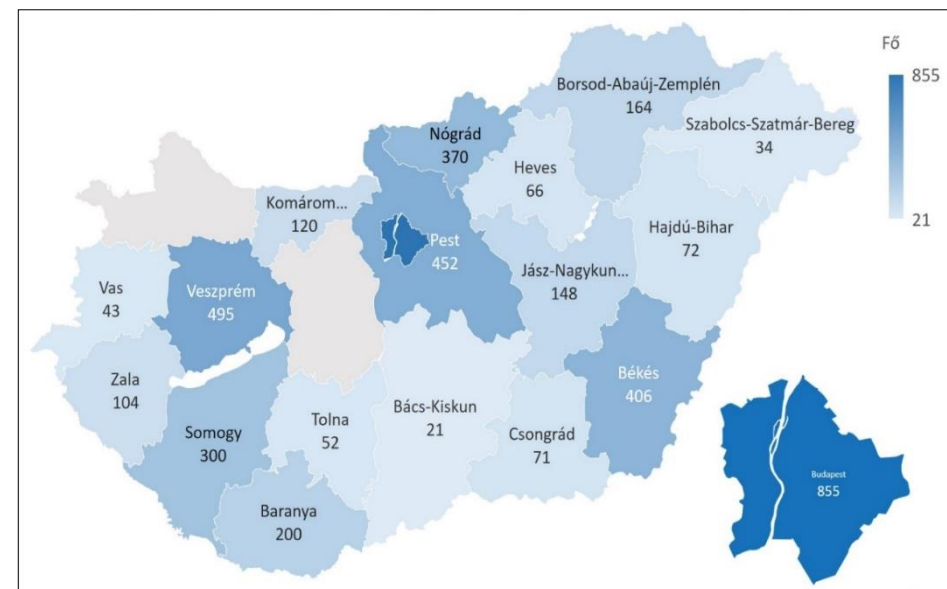 Fő
855
21
Borsod-Abaúj-Zemplén
164
Szabolcs-Szatmár-Bereg
34
Nógrád
370
Heves
66
Komárom...
120
Pest
452
Hajdú-Bihar
72
Jász-Nagykun...
148
Vas
43
Veszprém
495
Zala
104
Békés
406
Tolna
52
Bács-Kiskun
21
Somogy
300
Csongrád
71
Baranya
200
Budapest
855